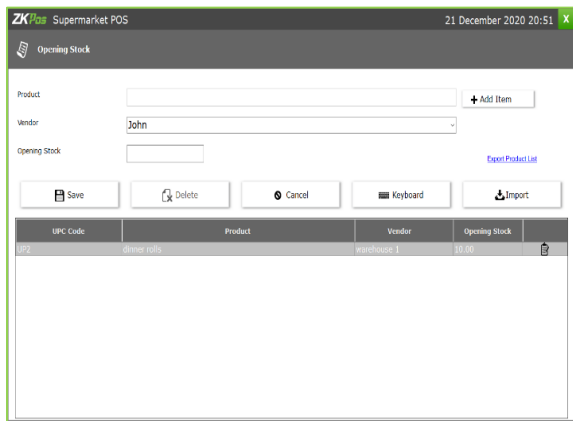 ZKPos Supermarket POS 21 December 2020 20:51 X
Opening Stock
Product
+ Add Item
Vendor John
Opening Stock
Export Product List
Save Delete Cancel Keyboard Import
UPC Code Product Vendor Opening Stock
UP2 dinner rolls warehouse 1 10.00